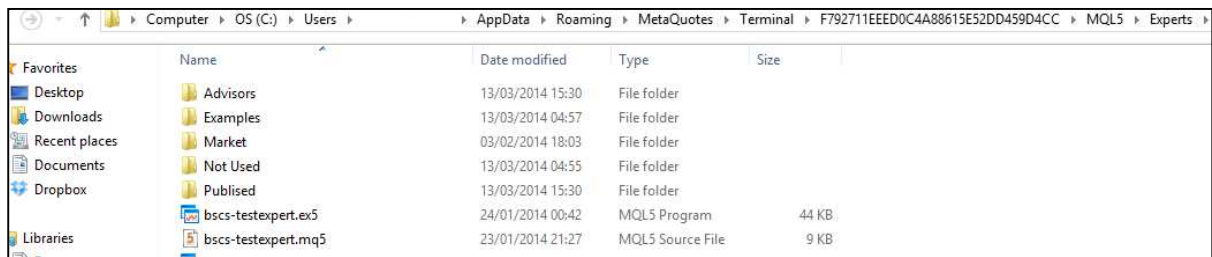 Computer OS (C:) Users AppData Roaming MetaQuotes Terminal F792711EEED0C4A88615E52DD459D4CC MQL5 Experts
Name Date modified Type Size
Favorites
Desktop
Downloads
Recent places
Documents
Dropbox
Libraries
Advisors 13/03/2014 15:30 File folder
Examples 13/03/2014 04:57 File folder
Market 03/02/2014 18:03 File folder
Not Used 13/03/2014 04:55 File folder
Publised 13/03/2014 15:30 File folder
bscs-testexpert.ex5 24/01/2014 00:42 MQL5 Program 44 KB
bscs-testexpert.mq5 23/01/2014 21:27 MQL5 Source File 9 KB